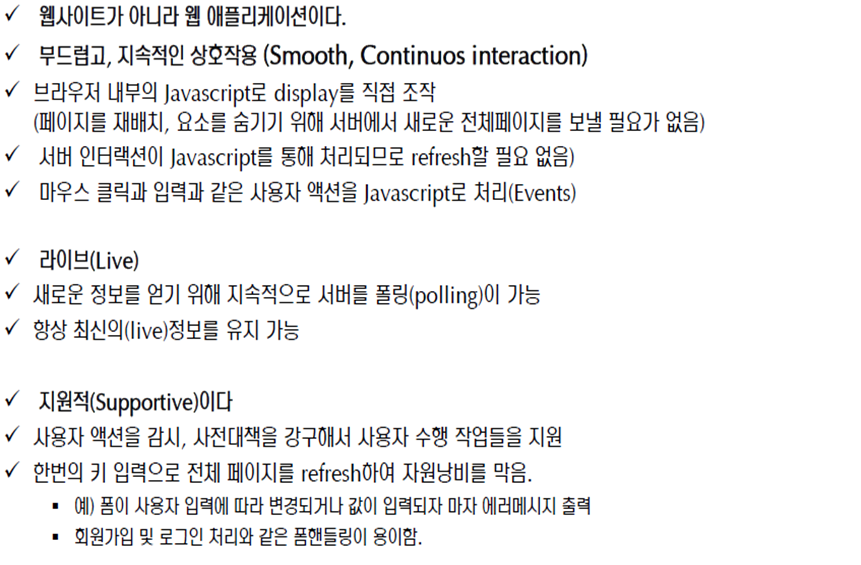 ✓ 웹사이트가 아니라 웹 애플리케이션이다.
✓ 부드럽고, 지속적인 상호작용 (Smooth, Continuos interaction)
✓ 브라우저 내부의 Javascript로 display를 직접 조작
(페이지를 재배치, 요소를 숨기기 위해 서버에서 새로운 전체페이지를 보낼 필요가 없음)
✓ 서버 인터랙션이 Javascript를 통해 처리되므로 refresh할 필요 없음)
✓ 마우스 클릭과 입력과 같은 사용자 액션을 Javascript로 처리(Events)
✓ 라이브(Live)
✓ 새로운 정보를 얻기 위해 지속적으로 서버를 폴링(polling)이 가능
✓ 항상 최신의(live)정보를 유지 가능
✓ 지원적(Supportive)이다
✓ 사용자 액션을 감시, 사전대책을 강구해서 사용자 수행 작업들을 지원
✓ 한번의 키 입력으로 전체 페이지를 refresh하여 자원낭비를 막음.
▪ 예) 폼이 사용자 입력에 따라 변경되거나 값이 입력되자 마자 에러메시지 출력
▪ 회원가입 및 로그인 처리와 같은 폼핸들링이 용이함.